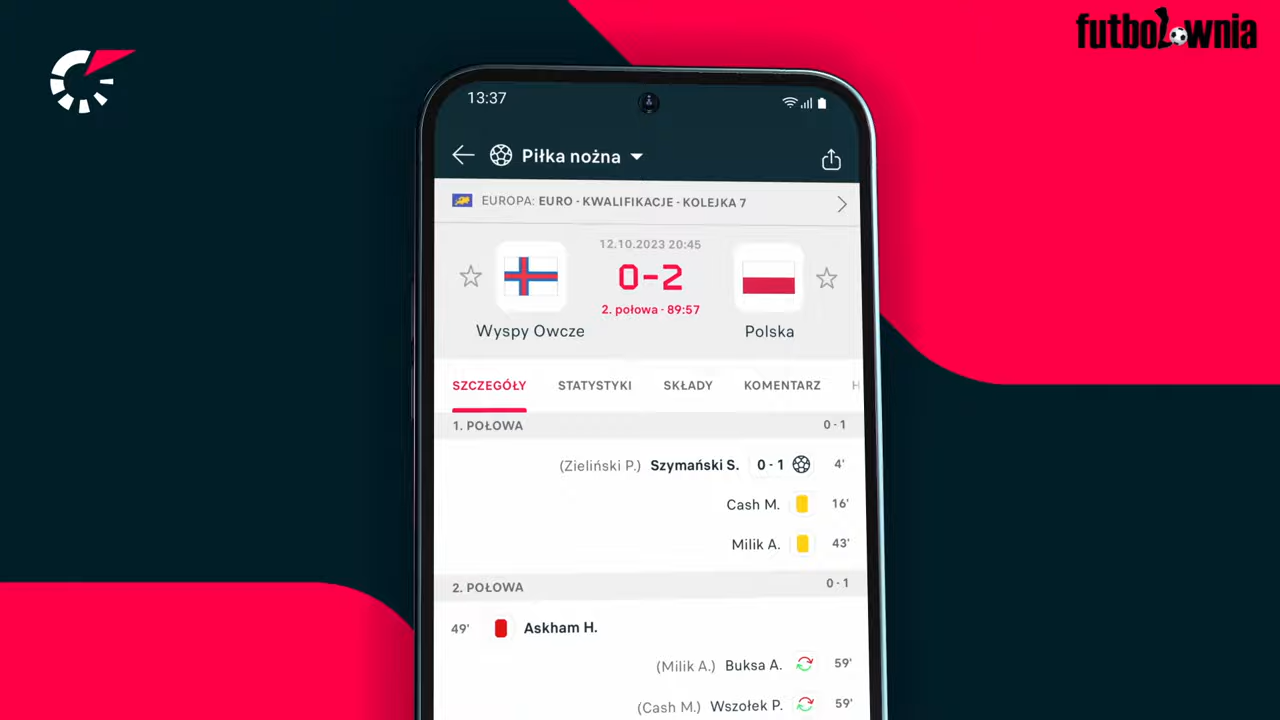 futbolownia
13:37
Piłka nożna
EUROPA: EURO - KWALIFIKACJE - KOLEJKA 7
12.10.2023 20:45
0-2
2. połowa - 89:57
Wyspy Owcze
Polska
SZCZEGÓŁY STATYSTYKI SKŁADY KOMENTARZ H
1. POŁOWA 0 - 1
(Zieliński P.) Szymański S. 0 - 1 4'
Cash M. 16'
Milik A. 43'
2. POŁOWA 0 - 1
49' Askham H.
(Milik A.) Buksa A. 59'
(Cash M.) Wszołek P. 59'